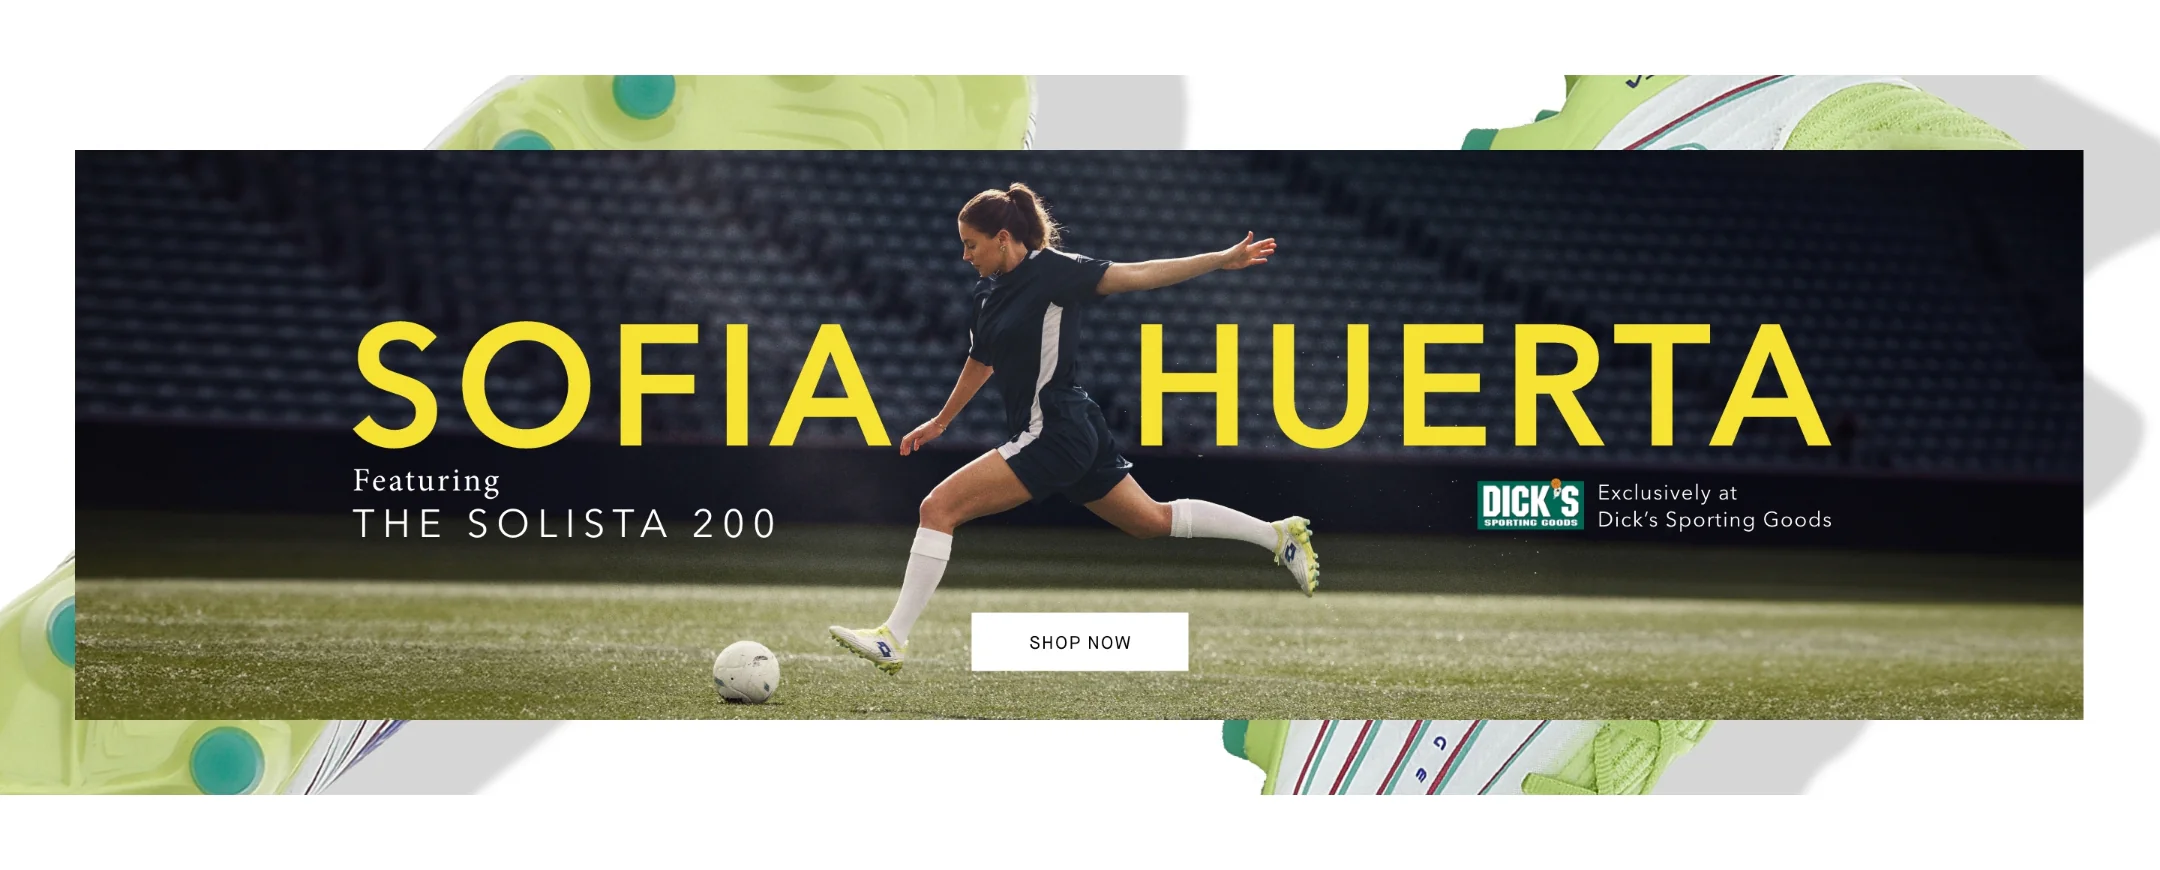 SOFIA HUERTA
Featuring
THE SOLISTA 200
DICK'S
SPORTING GOODS
Exclusively at
Dick's Sporting Goods
SHOP NOW